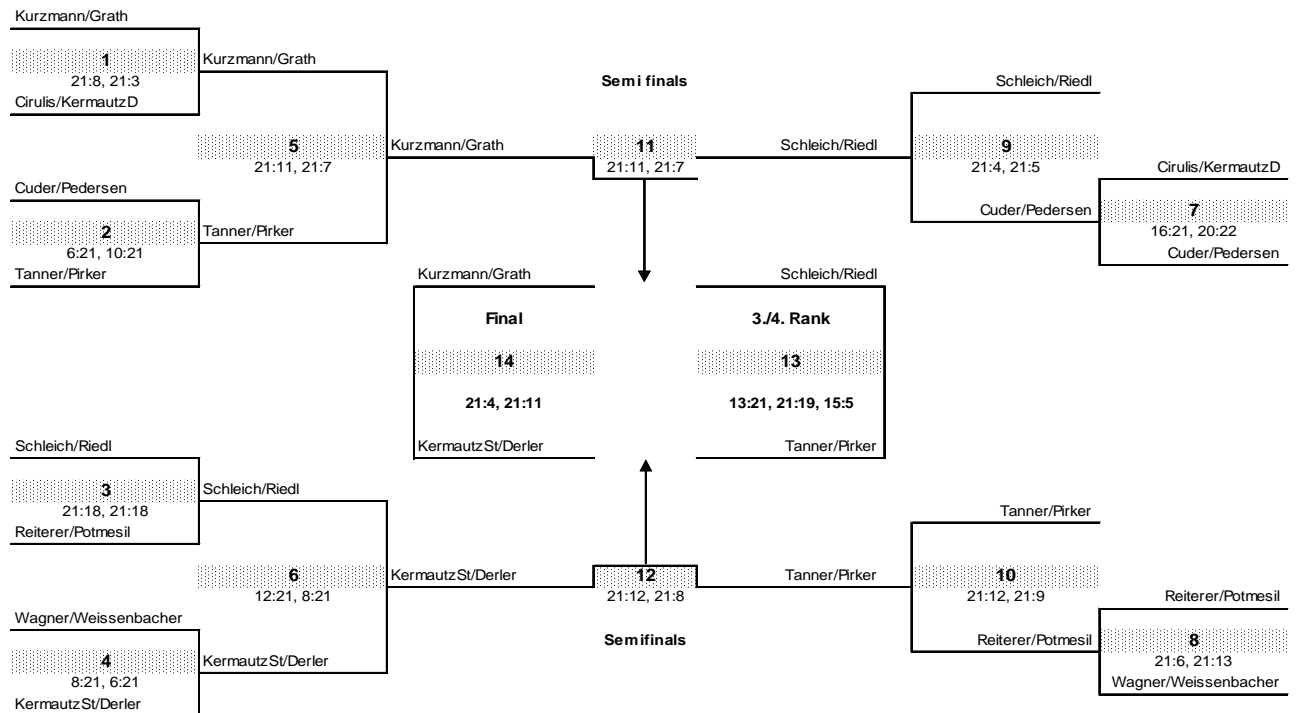 Kurzmann/Grath
1
21:8, 21:3
Cirulis/KermautzD
Kurzmann/Grath
5
21:11, 21:7
Cuder/Pedersen
2
6:21, 10:21
Tanner/Pirker
Tanner/Pirker
Kurzmann/Grath
Semi finals
11
21:11, 21:7
Schleich/Riedl
Schleich/Riedl
9
21:4, 21:5
Cuder/Pedersen
Cirulis/KermautzD
7
16:21, 20:22
Cuder/Pedersen
Kurzmann/Grath
Final
14
21:4, 21:11
KermautzSt/Derler
Schleich/Riedl
3./4. Rank
13
13:21, 21:19, 15:5
Tanner/Pirker
Schleich/Riedl
3
21:18, 21:18
Reiterer/Potmesil
Schleich/Riedl
6
12:21, 8:21
Wagner/Weissenbacher
4
8:21, 6:21
KermautzSt/Derler
KermautzSt/Derler
KermautzSt/Derler
12
21:12, 21:8
Semifinals
Tanner/Pirker
Tanner/Pirker
10
21:12, 21:9
Reiterer/Potmesil
Reiterer/Potmesil
8
21:6, 21:13
Wagner/Weissenbacher